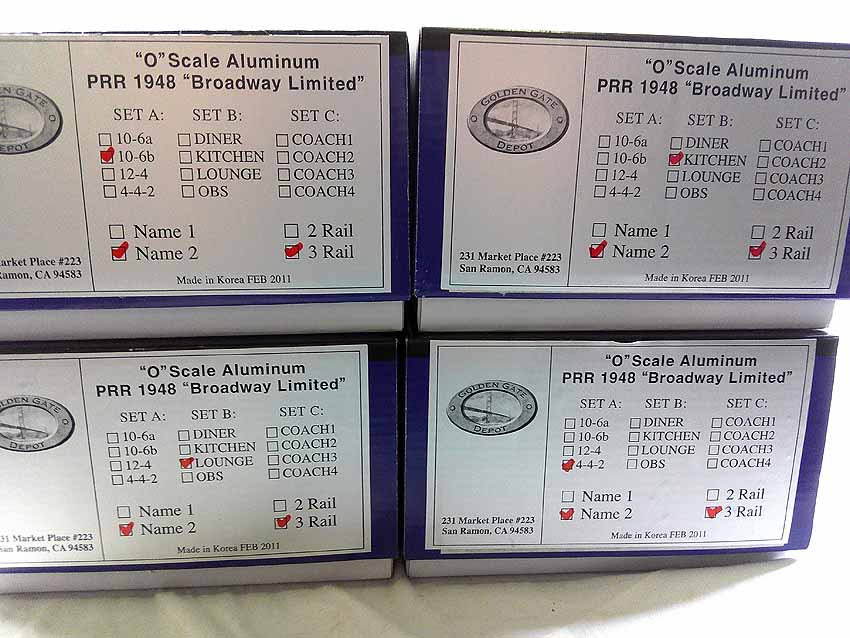 "O" Scale Aluminum
PRR 1948 "Broadway Limited"
SET A: SET B: SET C:
10-6a DINER COACH1
10-6b KITCHEN COACH2
12-4 LOUNGE COACH3
4-4-2 OBS COACH4
Name 1 2 Rail
Name 2 3 Rail
GATE
DEPOT
Place #223
Ramon, CA 94583
Made in Korea FEB 2011
"O" Scale Aluminum
PRR 1948 "Broadway Limited"
GOLDEN GATE
DEPOT
SET A: SET B: SET C:
10-6a DINER COACH1
10-6b KITCHEN COACH2
12-4 LOUNGE COACH3
4-4-2 OBS COACH4
Name 1 2 Rail
Name 2 3 Rail
231 Market Place #223
San Ramon, CA 94583
Made in Korea FEB 2011
"O" Scale Aluminum
PRR 1948 "Broadway Limited"
GATE
DEPOT
SET A: SET B: SET C:
10-6a DINER COACH1
10-6b KITCHEN COACH2
12-4 LOUNGE COACH3
4-4-2 OBS COACH4
Name 1 2 Rail
Name 2 3 Rail
Market Place #223
Ramon, CA 94583
Made in Korea FEB 2011
"O" Scale Aluminum
PRR 1948 "Broadway Limited"
GOLDEN GATE
DEPOT
SET A: SET B: SET C:
10-6a DINER COACH1
10-6b KITCHEN COACH2
12-4 LOUNGE COACH3
4-4-2 OBS COACH4
Name 1 2 Rail
Name 2 3 Rail
231 Market Place #223
San Ramon, CA 94583
Made in Korea FEB 2011